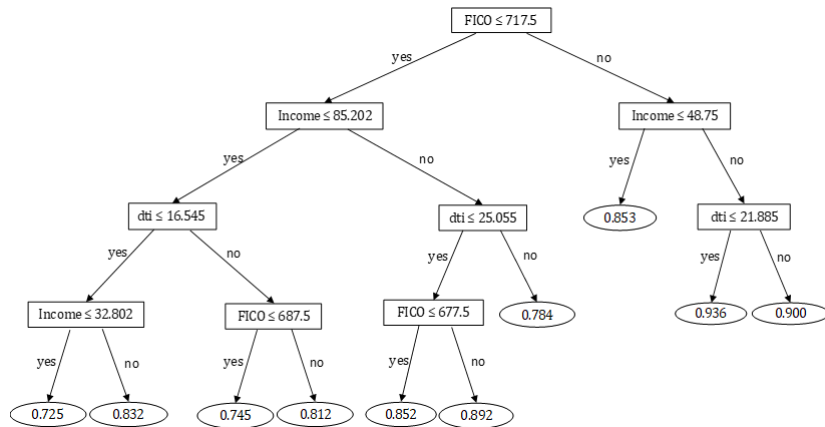 FICO ≤ 717.5
yes
no
Income ≤ 85.202
Income ≤ 48.75
yes
no
yes
no
dti ≤ 16.545
dti ≤ 25.055
0.853
dti ≤ 21.885
yes
no
yes
no
yes
no
Income ≤ 32.802
FICO ≤ 687.5
FICO ≤ 677.5
0.784
0.936
0.900
yes
no
yes
no
yes
no
0.725
0.832
0.745
0.812
0.852
0.892